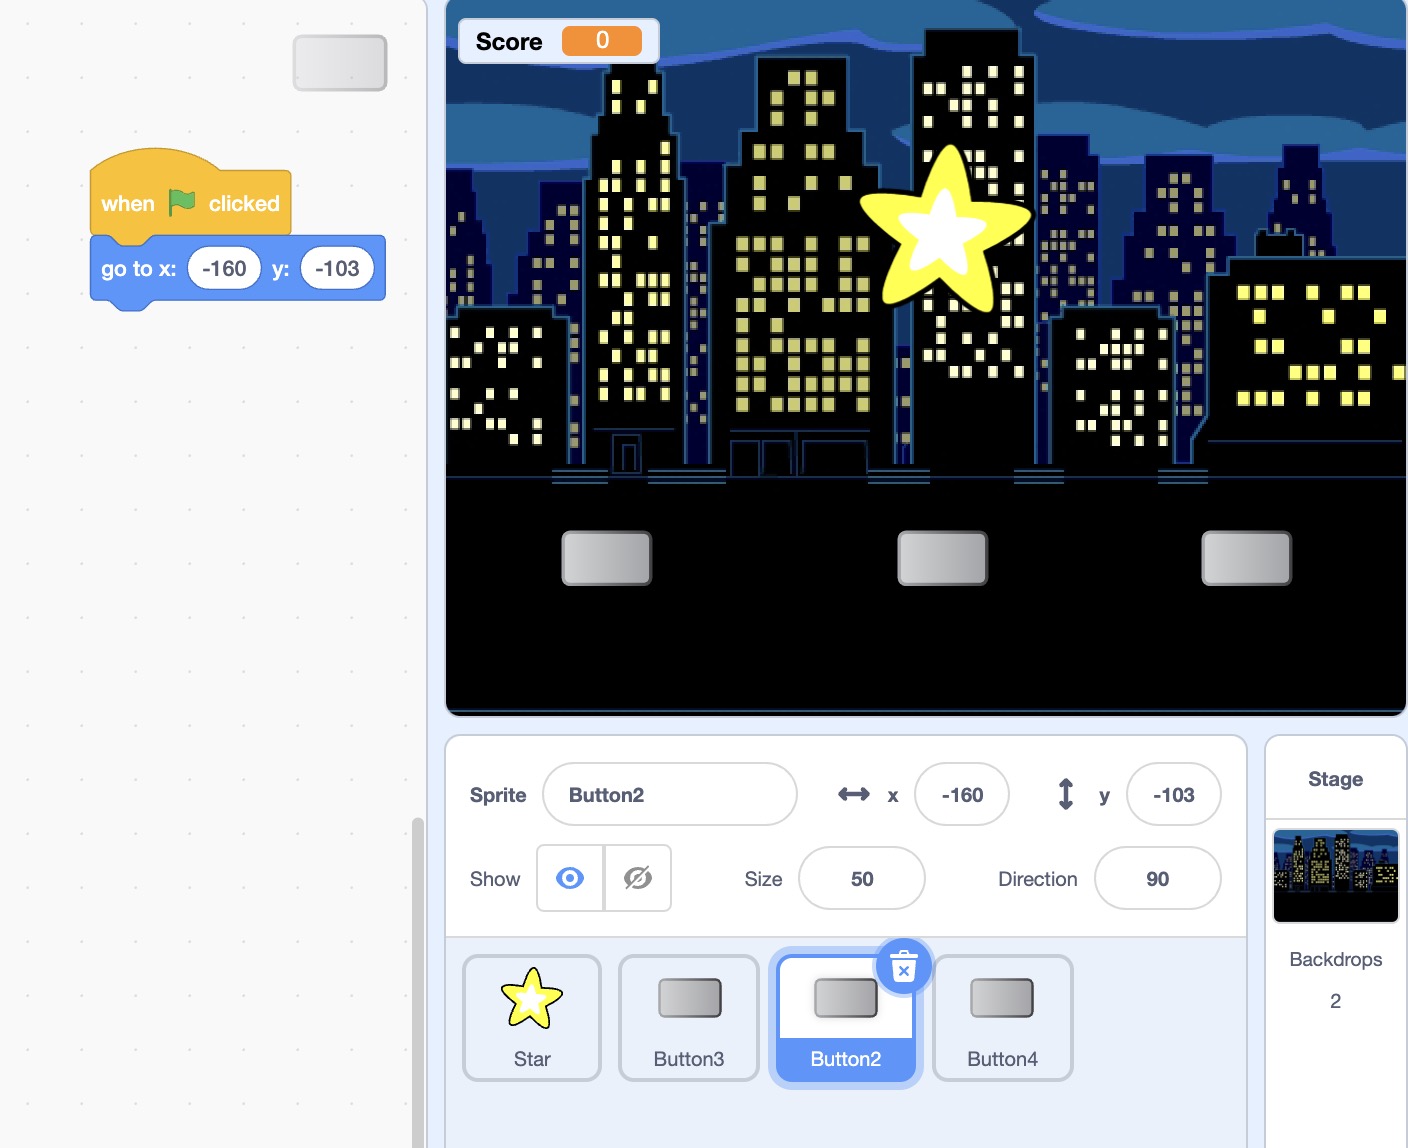 Score 0
when clicked
go to x: -160 y: -103
Sprite Button2 x -160 y -103
Show Size 50 Direction 90
Star Button3 Button2 Button4
Stage
Backdrops
2